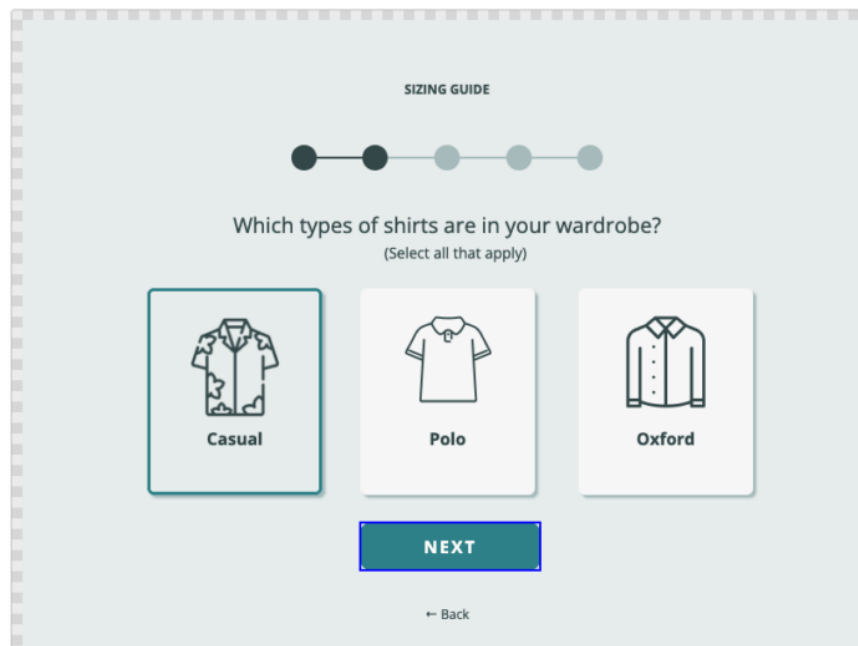 SIZING GUIDE
Which types of shirts are in your wardrobe?
(Select all that apply)
Casual
Polo
Oxford
NEXT
← Back